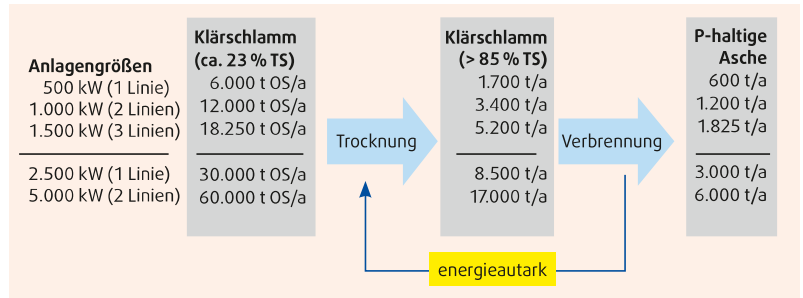 Anlagengrößen
500 kW (1 Linie)
1.000 kW (2 Linien)
1.500 kW (3 Linien)
2.500 kW (1 Linie)
5.000 kW (2 Linien)
Klärschlamm
(ca. 23 % TS)
6.000 t OS/a
12.000 t OS/a
18.250 t OS/a
30.000 t OS/a
60.000 t OS/a
Trocknung
Klärschlamm
(> 85 % TS)
1.700 t/a
3.400 t/a
5.200 t/a
8.500 t/a
17.000 t/a
Verbrennung
P-haltige
Asche
600 t/a
1.200 t/a
1.825 t/a
3.000 t/a
6.000 t/a
energieautark